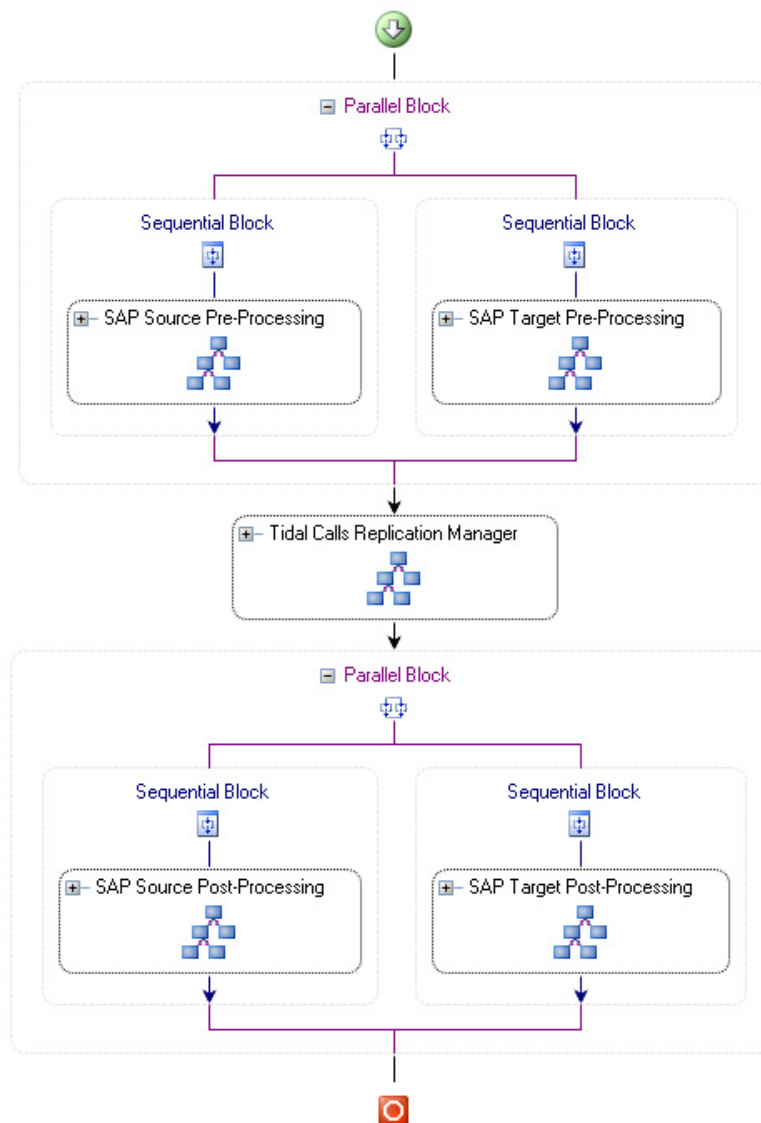 Parallel Block
Sequential Block
Sequential Block
SAP Source Pre-Processing
SAP Target Pre-Processing
Tidal Calls Replication Manager
Parallel Block
Sequential Block
Sequential Block
SAP Source Post-Processing
SAP Target Post-Processing